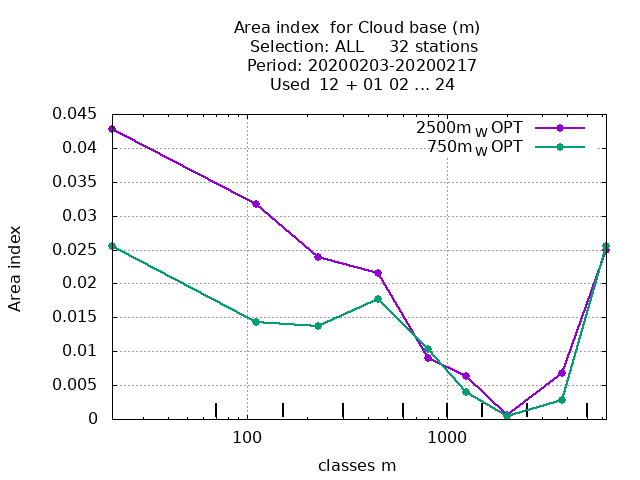 Area index  for Cloud base (m)
Selection: ALL     32 stations
Period: 20200203-20200217
Used  12 + 01 02 ... 24
2500m W OPT
750m W OPT
0.045
0.04
0.035
0.03
0.025
0.02
0.015
0.01
0.005
0
Area index
100
1000
classes m